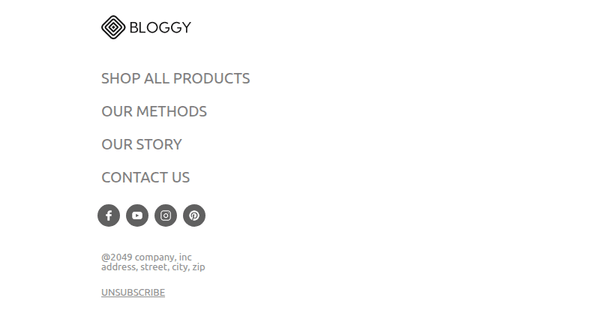 BLOGGY
SHOP ALL PRODUCTS
OUR METHODS
OUR STORY
CONTACT US
@2049 company, inc
address, street, city, zip
UNSUBSCRIBE